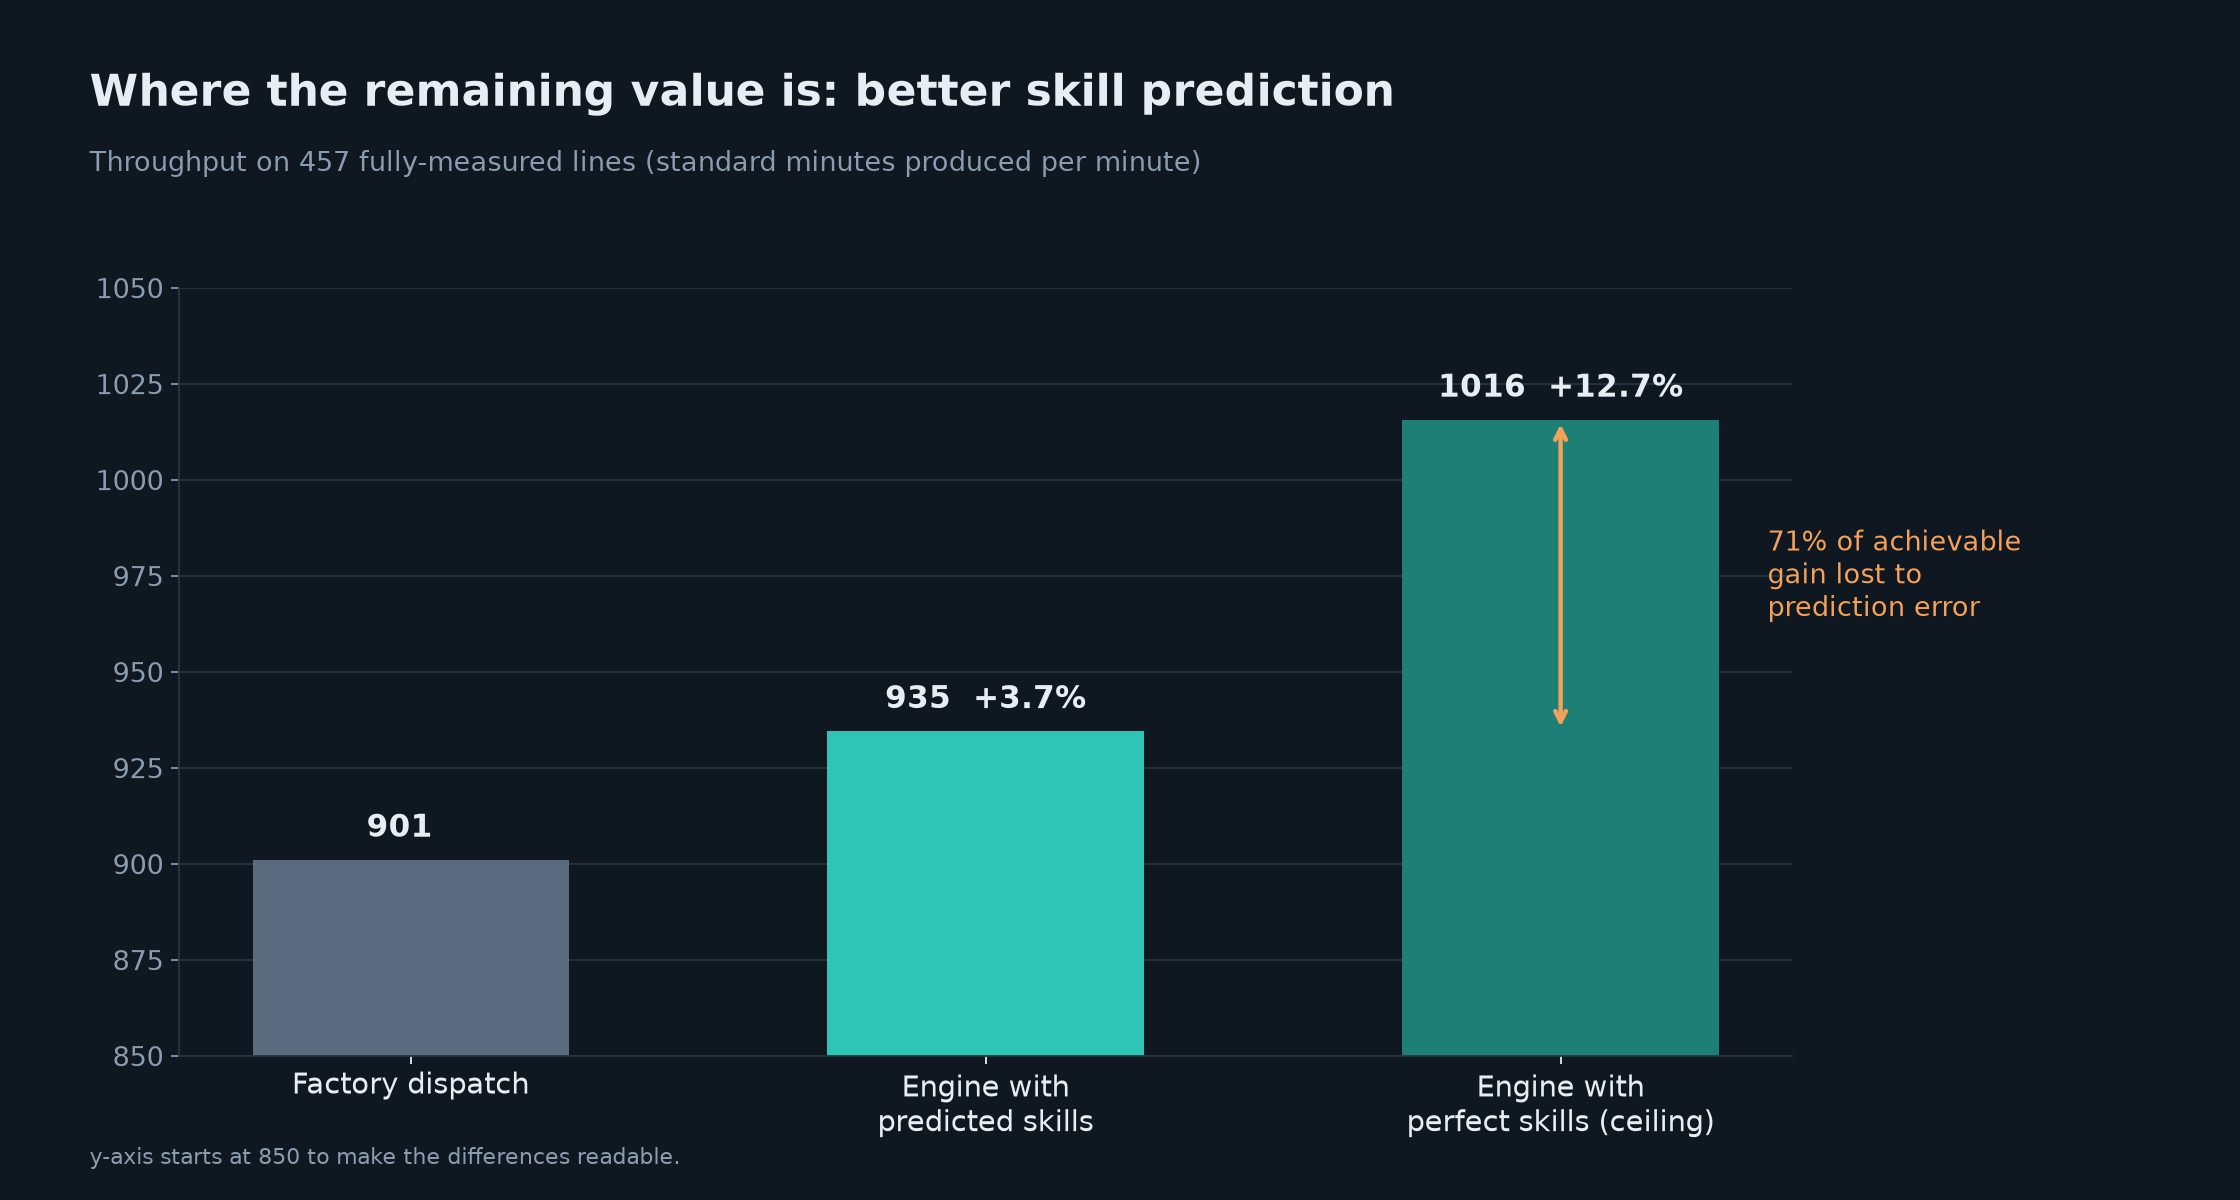 Where the remaining value is: better skill prediction
Throughput on 457 fully-measured lines (standard minutes produced per minute)
1050
1025
1000
975
950
925
900
875
850
901
935  +3.7%
1016  +12.7%
71% of achievable
gain lost to
prediction error
Factory dispatch
Engine with
predicted skills
Engine with
perfect skills (ceiling)
y-axis starts at 850 to make the differences readable.